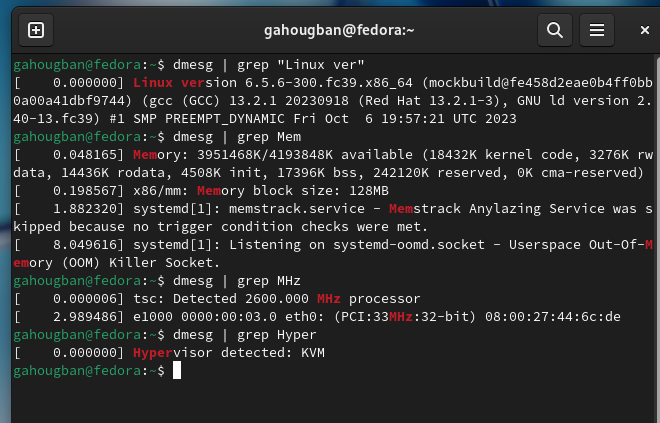 gahougban@fedora:~
gahougban@fedora:~$ dmesg | grep "Linux ver"
[    0.000000] Linux version 6.5.6-300.fc39.x86_64 (mockbuild@fe458d2eae0b4ff0bb
0a00a41dbf9744) (gcc (GCC) 13.2.1 20230918 (Red Hat 13.2.1-3), GNU ld version 2.
40-13.fc39) #1 SMP PREEMPT_DYNAMIC Fri Oct  6 19:57:21 UTC 2023
gahougban@fedora:~$ dmesg | grep Mem
[    0.048165] Memory: 3951468K/4193848K available (18432K kernel code, 3276K rw
data, 14436K rodata, 4508K init, 17396K bss, 242120K reserved, 0K cma-reserved)
[    0.198567] x86/mm: Memory block size: 128MB
[    1.882320] systemd[1]: memstrack.service - Memstrack Anylazing Service was s
kipped because no trigger condition checks were met.
[    8.049616] systemd[1]: Listening on systemd-oomd.socket - Userspace Out-Of-M
emory (OOM) Killer Socket.
gahougban@fedora:~$ dmesg | grep MHz
[    0.000006] tsc: Detected 2600.000 MHz processor
[    2.989486] e1000 0000:00:03.0 eth0: (PCI:33MHz:32-bit) 08:00:27:44:6c:de
gahougban@fedora:~$ dmesg | grep Hyper
[    0.000000] Hypervisor detected: KVM
gahougban@fedora:~$